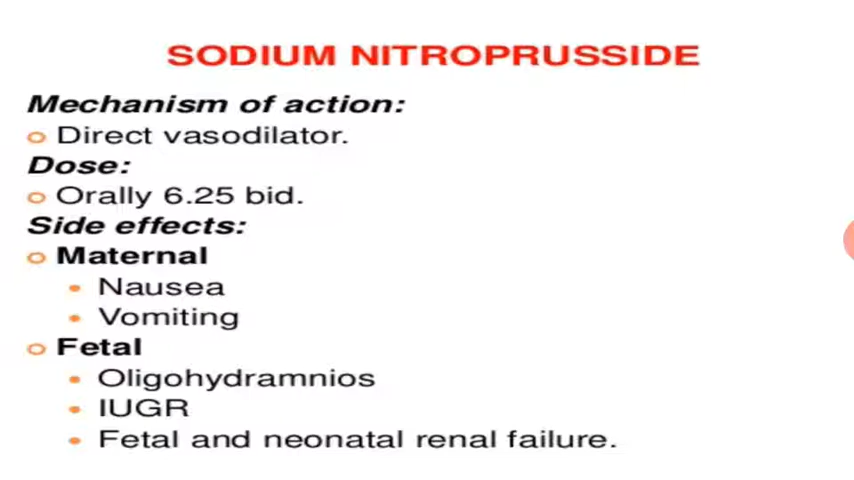 SODIUM NITROPRUSSIDE
Mechanism of action:
Direct vasodilator.
Dose:
Orally 6.25 bid.
Side effects:
Maternal
Nausea
Vomiting
Fetal
Oligohydramnios
IUGR
Fetal and neonatal renal failure.